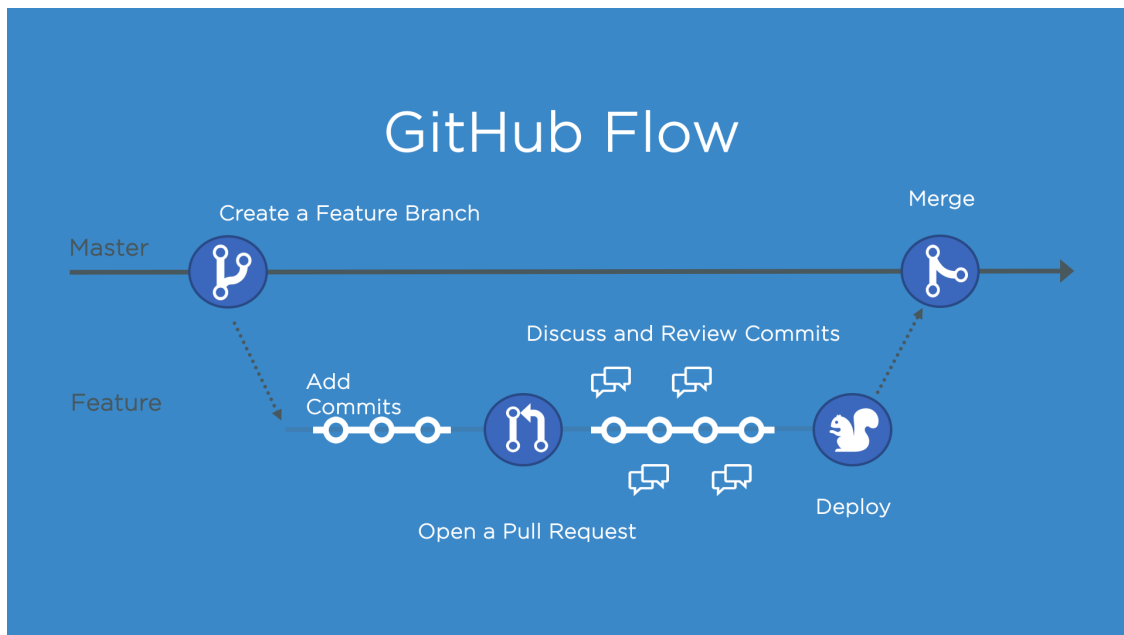 GitHub Flow
Create a Feature Branch
Merge
Master
Discuss and Review Commits
Add
Commits
Feature
Deploy
Open a Pull Request